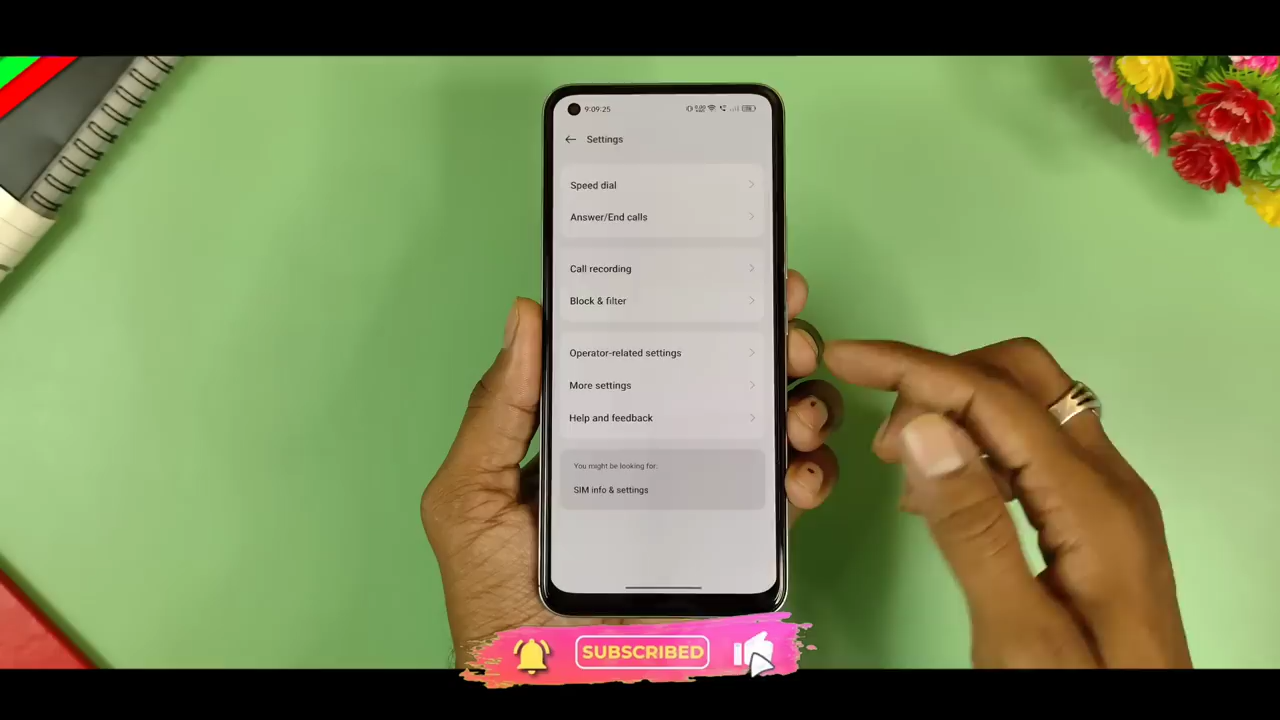 9:09:25
Settings
Speed dial
Answer/End calls
Call recording
Block & filter
Operator-related settings
More settings
Help and feedback
You might be looking for:
SIM info & settings
SUBSCRIBED